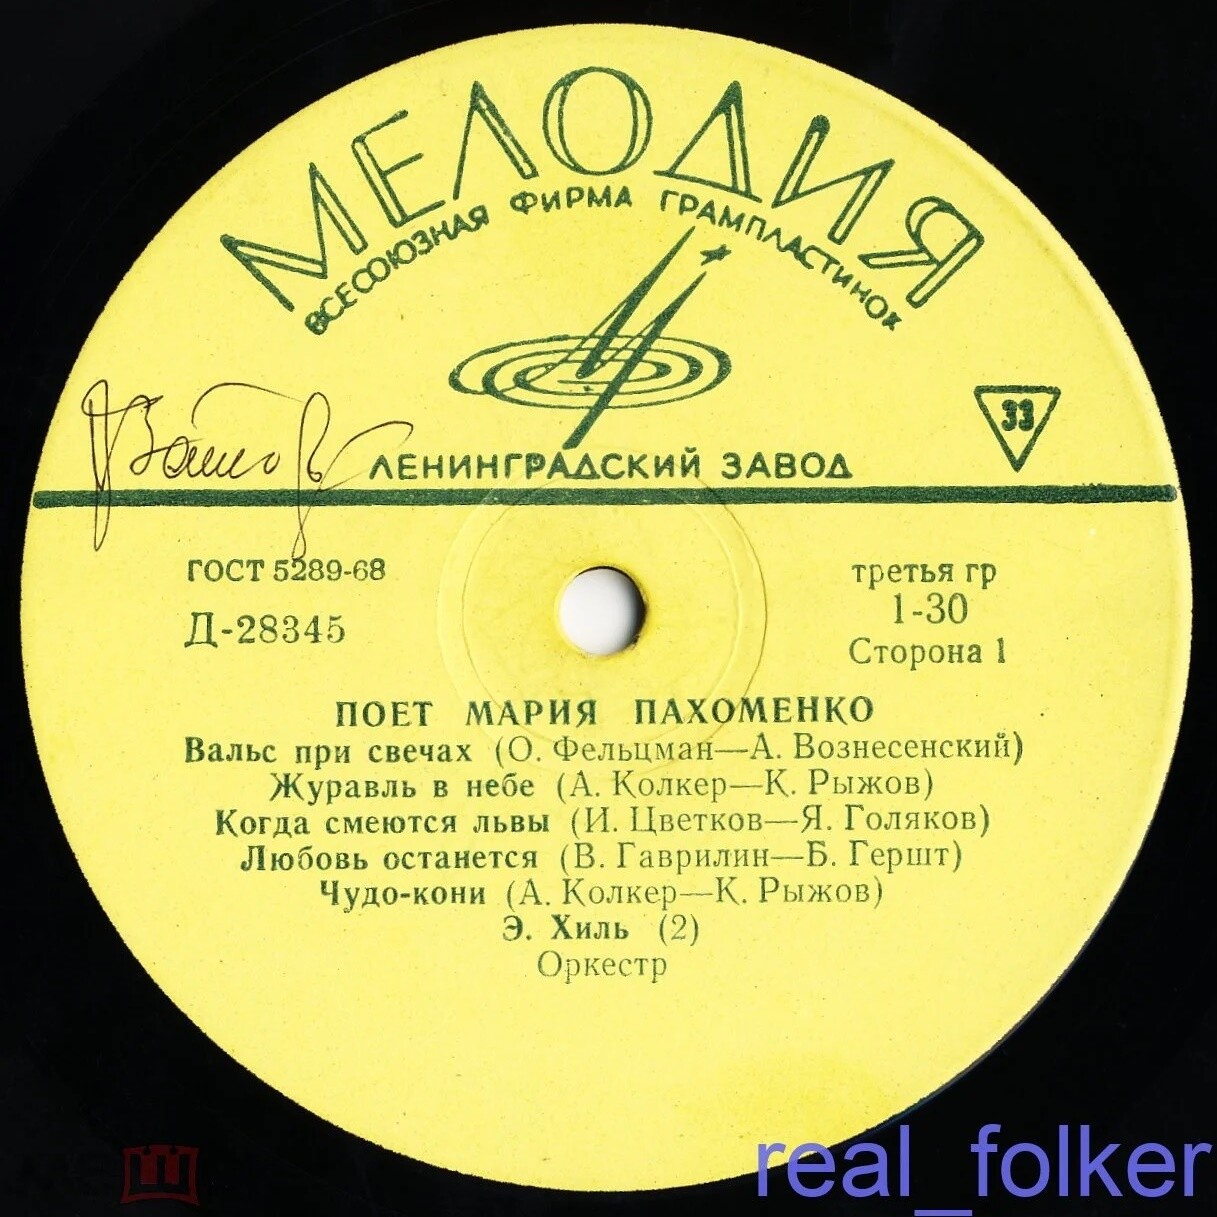 МЕЛОДИЯ
ВСЕСОЮЗНАЯ ФИРМА ГРАМПЛАСТИНОК
33
ЛЕНИНГРАДСКИЙ ЗАВОД
ГОСТ 5289-68
третья гр
Д-28345
1-30
Сторона 1
ПОЕТ МАРИЯ ПАХОМЕНКО
Вальс при свечах (О. Фельцман—А. Вознесенский)
Журавль в небе (А. Колкер—К. Рыжов)
Когда смеются львы (И. Цветков—Я. Голяков)
Любовь останется (В. Гаврилин—Б. Гершт)
Чудо-кони (А. Колкер—К. Рыжов)
Э. Хиль (2)
Оркестр
real_folker